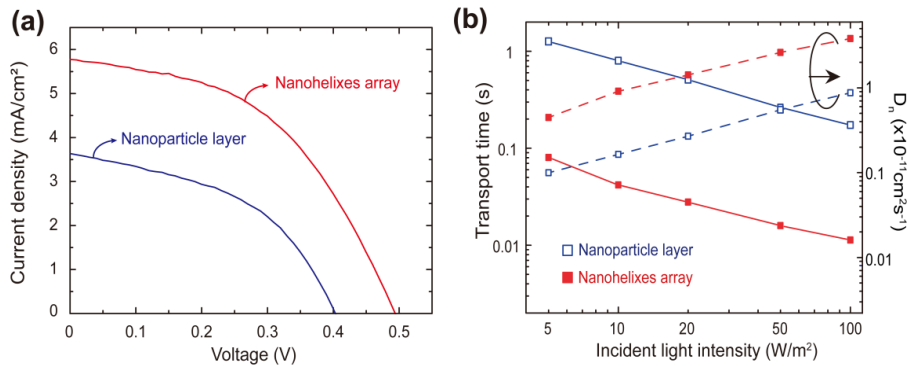 (a)
6
5
4
3
2
1
0
Current density (mA/cm²)
Nanohelixes array
Nanoparticle layer
0 0.1 0.2 0.3 0.4 0.5
Voltage (V)
(b)
1
0.1
0.01
Transport time (s)
Nanoparticle layer
Nanohelixes array
1
0.1
0.01
Dₙ (x10⁻¹¹cm²s⁻¹)
5 10 20 50 100
Incident light intensity (W/m²)